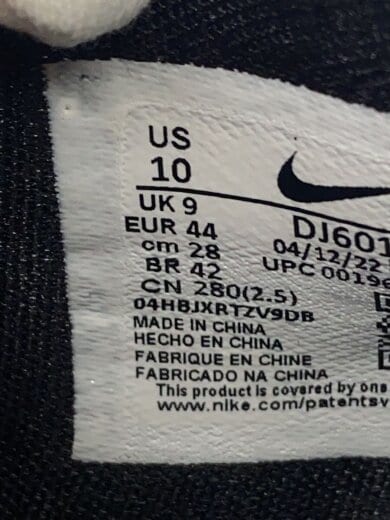 US
10
UK 9
EUR 44
cm 28
BR 42
CN 280(2.5)
DJ601
04/12/22
UPC 00196
04HBJXRTZV9DB
MADE IN CHINA
HECHO EN CHINA
FABRIQUE EN CHINE
FABRICADO NA CHINA
This product is covered by one
www.nike.com/patents